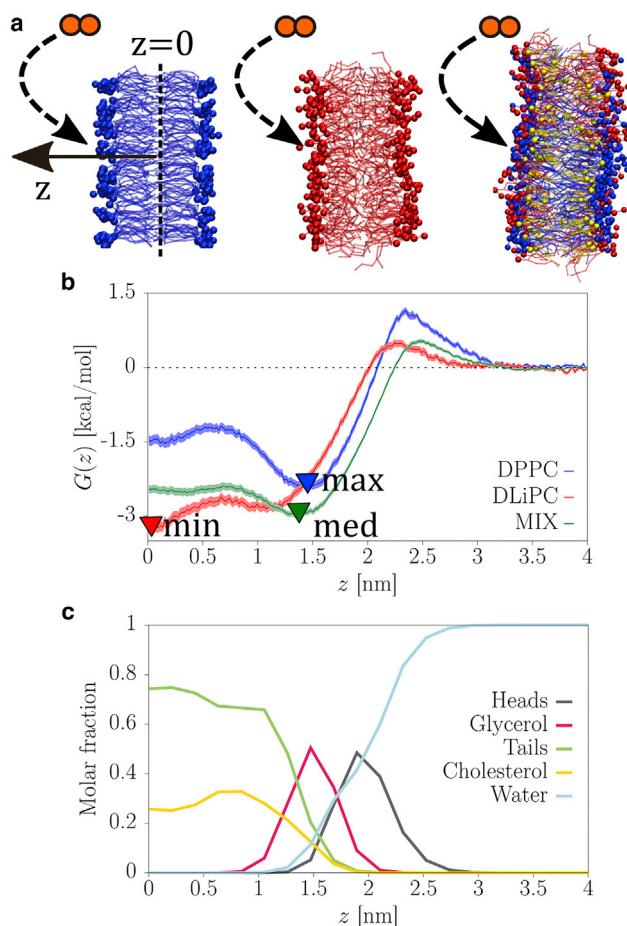 a
z=0
z
b
1.5
0
-1.5
-3
G(z) [kcal/mol]
max
min
med
DPPC
DLiPC
MIX
0 0.5 1 1.5 2 2.5 3 3.5 4
z [nm]
c
1
0.8
0.6
0.4
0.2
0
Molar fraction
Heads
Glycerol
Tails
Cholesterol
Water
0 0.5 1 1.5 2 2.5 3 3.5 4
z [nm]